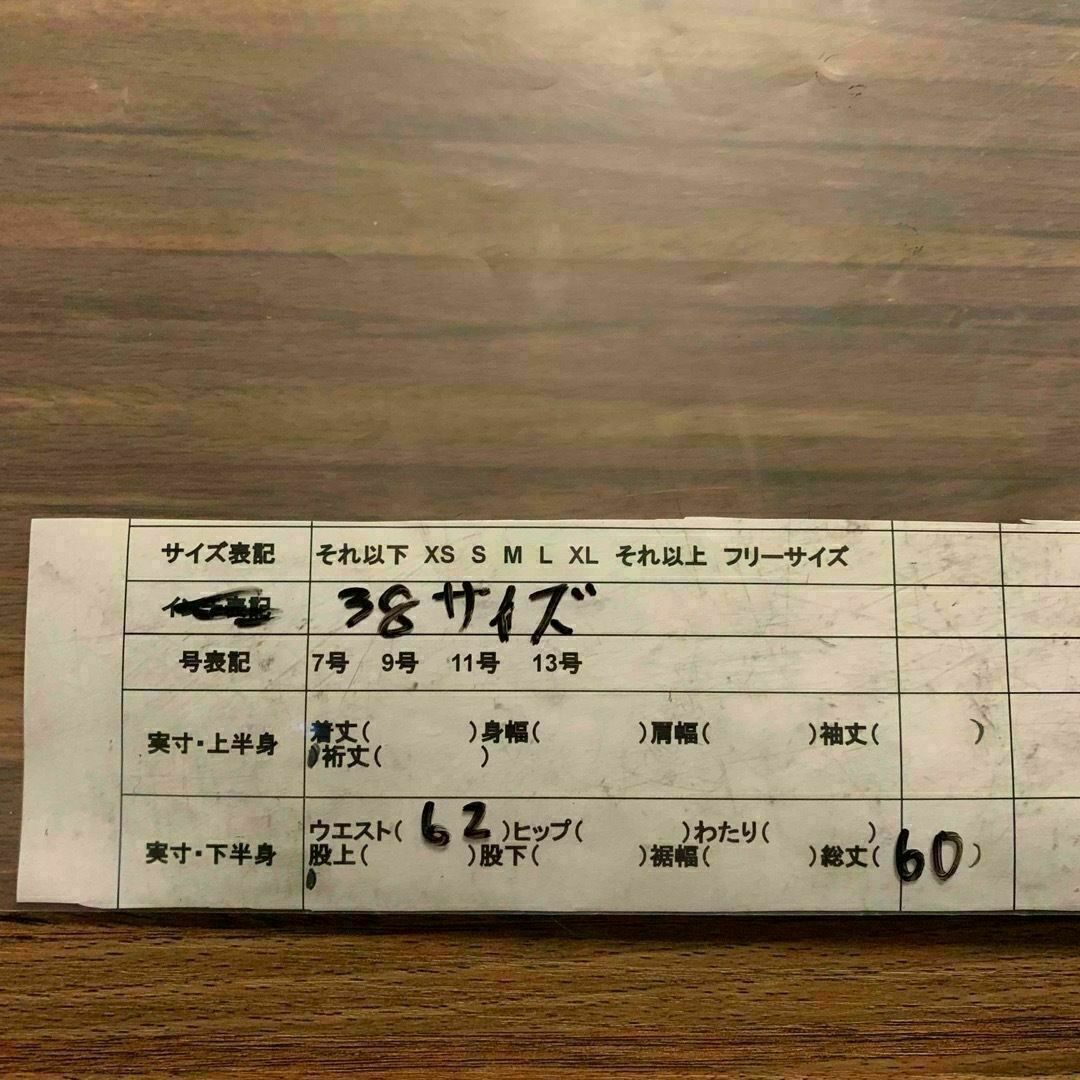 サイズ表記 それ以下 XS S M L XL それ以上 フリーサイズ
表記 38サイズ
号表記 7号 9号 11号 13号
実寸・上半身 着丈( )身幅( )肩幅( )袖丈( )
裄丈( )
実寸・下半身 ウエスト( 62 )ヒップ( )わたり( )
股上( )股下( )裾幅( )総丈( 60 )